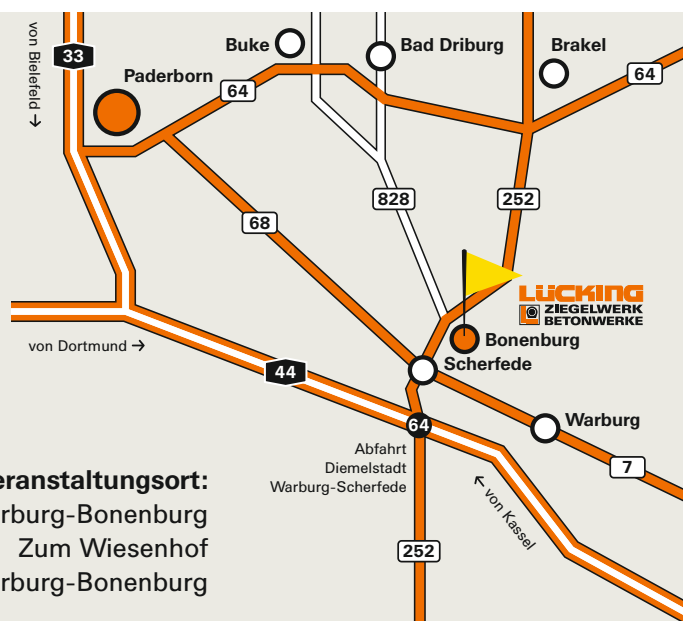 von Bielefeld →
33
Paderborn
Buke
Bad Driburg
Brakel
64
64
828
252
68
LÜCKING
ZIEGELWERK
BETONWERKE
Bonenburg
Scherfede
von Dortmund →
44
64
Warburg
Abfahrt
Diemelstadt
Warburg-Scherfede
7
← von Kassel
252
eranstaltungsort:
rburg-Bonenburg
Zum Wiesenhof
rburg-Bonenburg